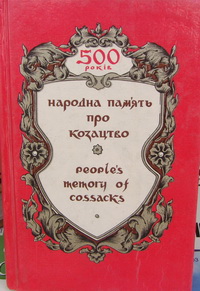 500
років
народна пам'ять
про
козацтво
people's
memory of
cossacks